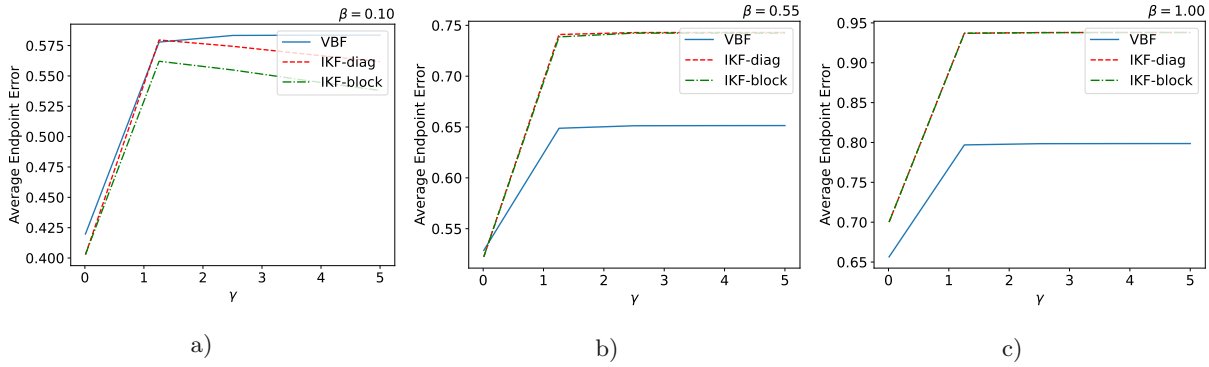 β = 0.10
Average Endpoint Error
0.575
0.550
0.525
0.500
0.475
0.450
0.425
0.400
VBF
IKF-diag
IKF-block
0 1 2 3 4 5
γ
a)
β = 0.55
Average Endpoint Error
0.75
0.70
0.65
0.60
0.55
VBF
IKF-diag
IKF-block
0 1 2 3 4 5
γ
b)
β = 1.00
Average Endpoint Error
0.95
0.90
0.85
0.80
0.75
0.70
0.65
VBF
IKF-diag
IKF-block
0 1 2 3 4 5
γ
c)